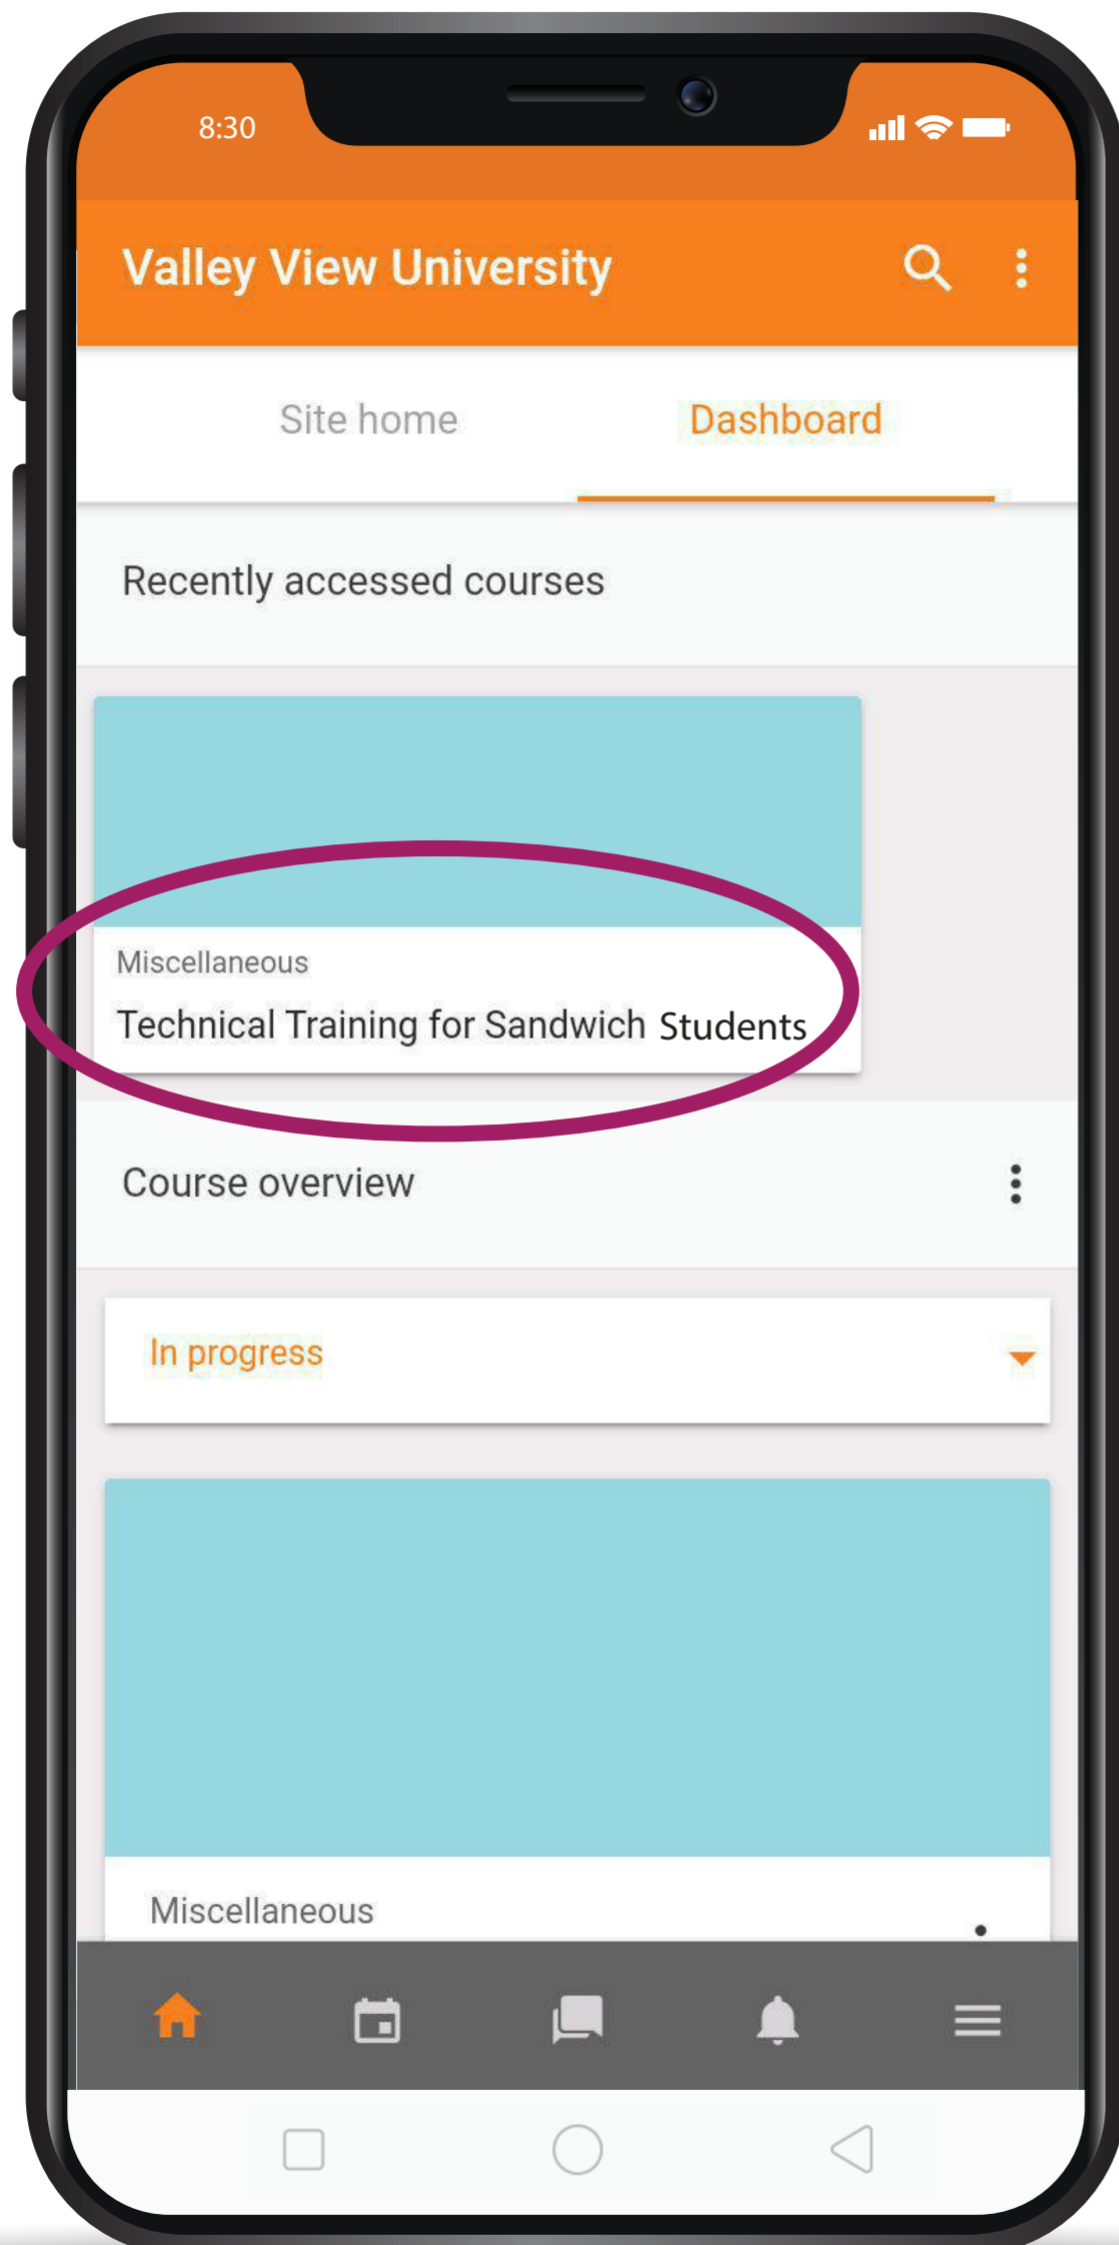 8:30
Valley View University
Site home Dashboard
Recently accessed courses
Miscellaneous
Technical Training for Sandwich Students
Course overview
In progress
Miscellaneous